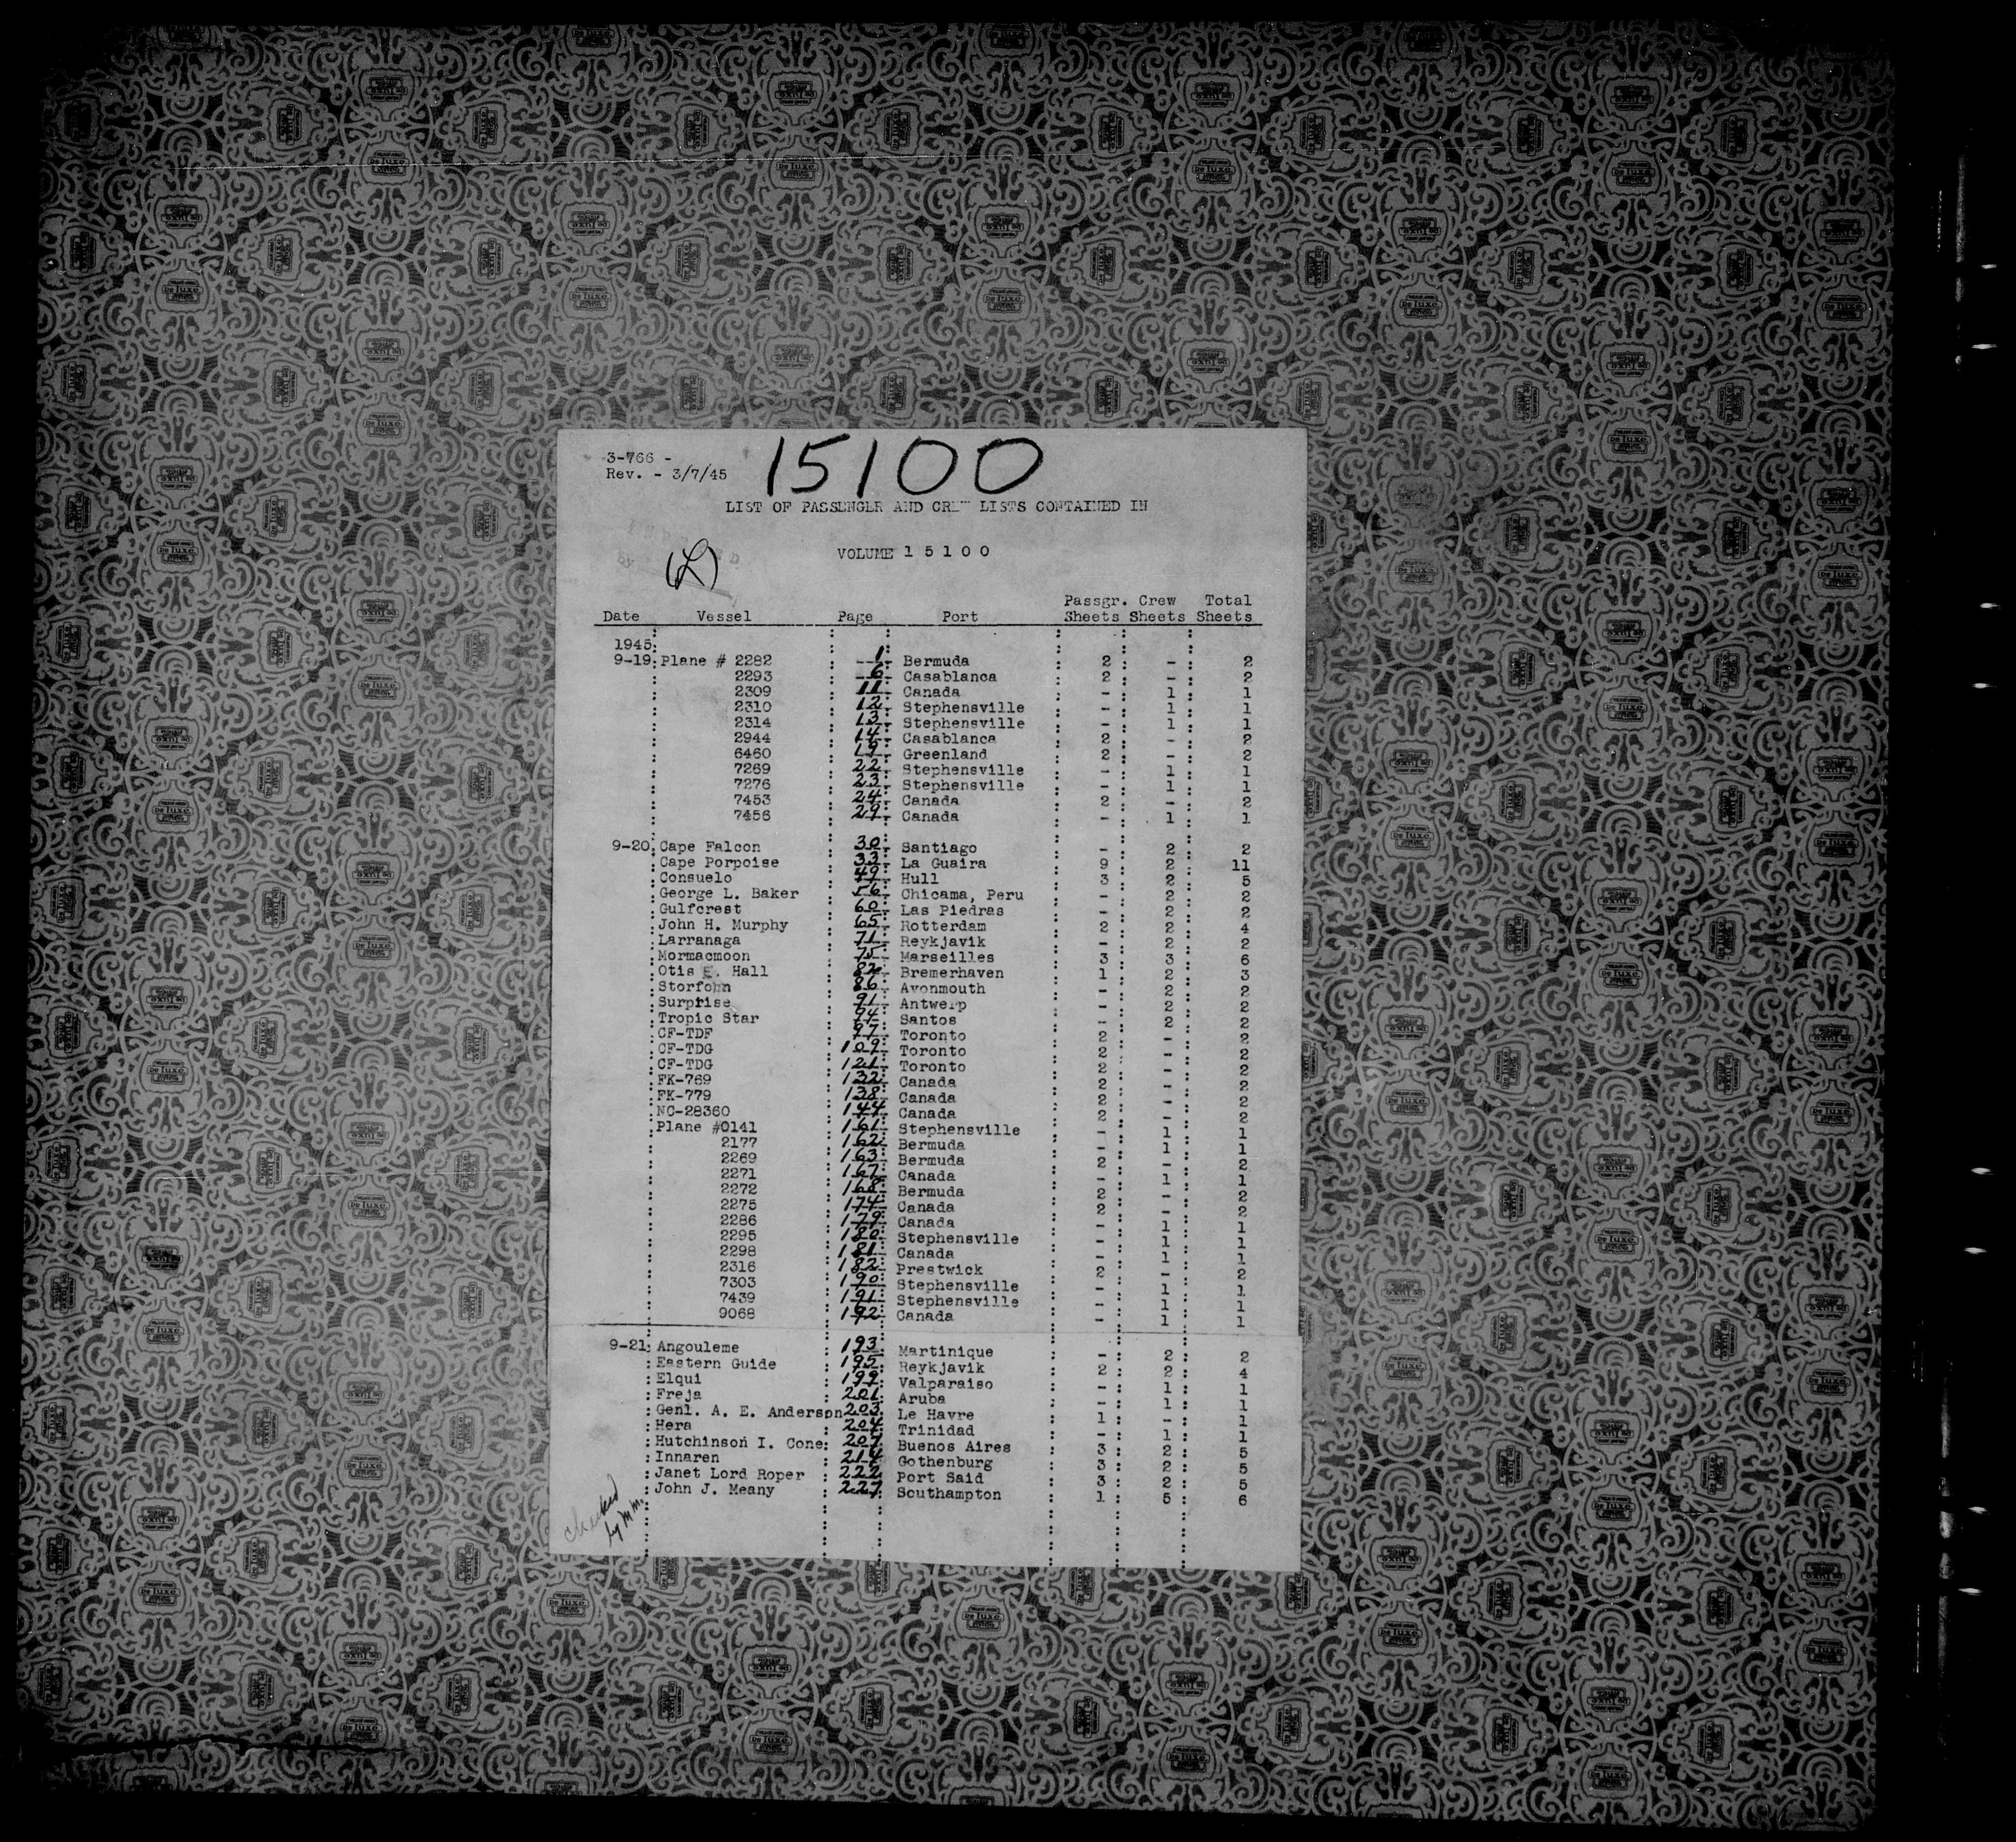 15100
3-766 -
Rev. - 3/7/45
LIST OF PASSENGER AND CREW LISTS CONTAINED IN
VOLUME 1 5 1 0 0
Date Vessel Page Port Passgr. Sheets Crew Sheets Total Sheets
1945:
9-19: Plane # 2282 : 1 : Bermuda : 2 : - : 2
2293 : 6 : Casablanca : 2 : - : 2
2309 : 11 : Canada : - : 1 : 1
2310 : 12 : Stephensville : - : 1 : 1
2314 : 13 : Stephensville : - : 1 : 1
2944 : 14 : Casablanca : 2 : - : 2
6460 : 19 : Greenland : 2 : - : 2
7269 : 22 : Stephensville : - : 1 : 1
7276 : 23 : Stephensville : - : 1 : 1
7453 : 24 : Canada : 2 : - : 2
7456 : 29 : Canada : - : 1 : 1
9-20: Cape Falcon : 30 : Santiago : - : 2 : 2
Cape Porpoise : 33 : La Guaira : 9 : 2 : 11
Consuelo : 49 : Hull : 3 : 2 : 5
George L. Baker : 56 : Chicama, Peru : - : 2 : 2
Gulfcrest : 60 : Las Piedras : - : 2 : 2
John H. Murphy : 65 : Rotterdam : 2 : 2 : 4
Larranaga : 71 : Reykjavik : - : 2 : 2
Mormacmoon : 75 : Marseilles : 3 : 3 : 6
Otis E. Hall : 82 : Bremerhaven : 1 : 2 : 3
Storfohn : 86 : Avonmouth : - : 2 : 2
Surprise : 91 : Antwerp : - : 2 : 2
Tropic Star : 94 : Santos : - : 2 : 2
CF-TDF : 97 : Toronto : 2 : - : 2
CF-TDG : 109 : Toronto : 2 : - : 2
CF-TDG : 121 : Toronto : 2 : - : 2
FK-769 : 132 : Canada : 2 : - : 2
FK-779 : 138 : Canada : 2 : - : 2
NC-28360 : 144 : Canada : 2 : - : 2
Plane #0141 : 161 : Stephensville : - : 1 : 1
2177 : 162 : Bermuda : - : 1 : 1
2269 : 163 : Bermuda : 2 : - : 2
2271 : 167 : Canada : - : 1 : 1
2272 : 168 : Bermuda : 2 : - : 2
2275 : 174 : Canada : 2 : - : 2
2286 : 179 : Canada : - : 1 : 1
2295 : 180 : Stephensville : - : 1 : 1
2298 : 181 : Canada : - : 1 : 1
2316 : 182 : Prestwick : 2 : - : 2
7303 : 190 : Stephensville : - : 1 : 1
7439 : 191 : Stephensville : - : 1 : 1
9068 : 192 : Canada : - : 1 : 1
9-21: Angouleme : 193 : Martinique : - : 2 : 2
Eastern Guide : 195 : Reykjavik : 2 : 2 : 4
Elqui : 199 : Valparaiso : - : 1 : 1
Freja : 201 : Aruba : - : 1 : 1
Genl. A. E. Anderson 203 : Le Havre : 1 : - : 1
Hera : 204 : Trinidad : - : 1 : 1
Hutchinson I. Cone: 207 : Buenos Aires : 3 : 2 : 5
Innaren : 214 : Gothenburg : 3 : 2 : 5
Janet Lord Roper : 222 : Port Said : 3 : 2 : 5
John J. Meany : 227 : Southampton : 1 : 5 : 6
checked
by M.M.